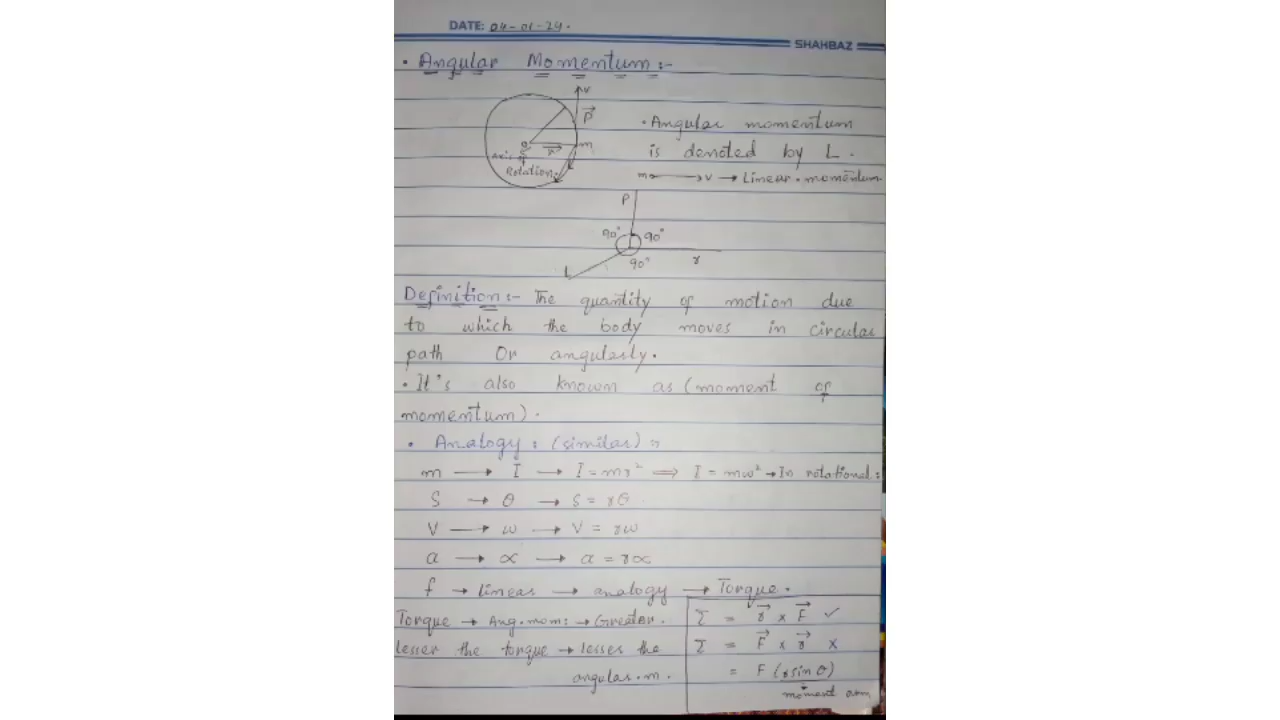 DATE: 04-01-24.
SHAHBAZ
• Angular Momentum:-
v
P
m
r
o
Axis of
Rotation
• Angular momentum
is denoted by L.
m → v → Linear momentum
P
90° 90°
90° r
L
Definition:- The quantity of motion due
to which the body moves in circular
path Or angularly.
• It's also known as (moment of
momentum).
• Analogy: (similar):-
m → I → I = mr² ⟹ I = mω² → In rotational:
S → θ → S = rθ
V → ω → V = rω
a → ∝ → a = r∝
f → linear → analogy → Torque.
Torque → Ang. mom: → Greater.
lesser the torque → lesser the
angular. m.
τ = r × F ✓
τ = F × r ×
= F (r sin θ)
moment arm